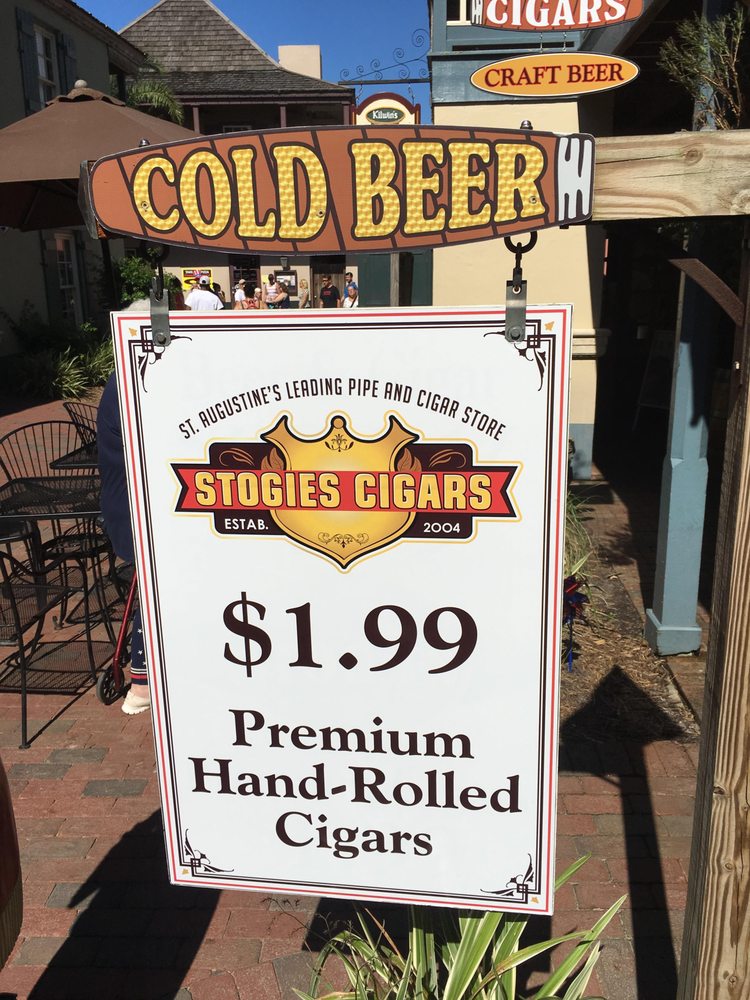 CIGARS
CRAFT BEER
Kilwin's
COLD BEER
ST. AUGUSTINE'S LEADING PIPE AND CIGAR STORE
STOGIES CIGARS
ESTAB. 2004
$1.99
Premium
Hand-Rolled
Cigars